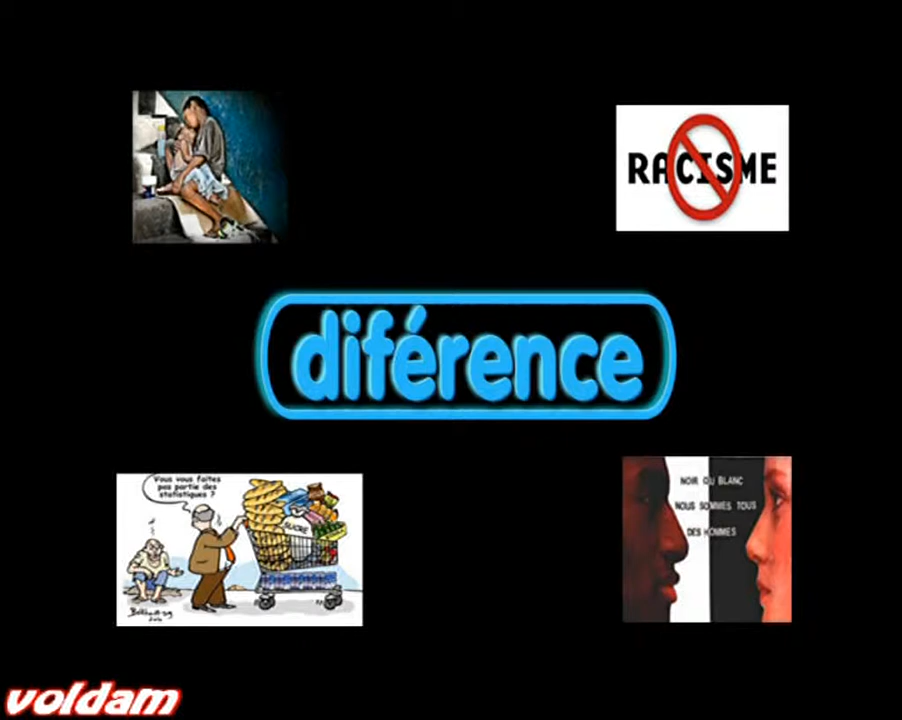 RACISME
diférence
Vous vous faites
pas partie des
statistiques ?
SUCRE
NOIR OU BLANC
NOUS SOMMES TOUS
DES HOMMES
voldam